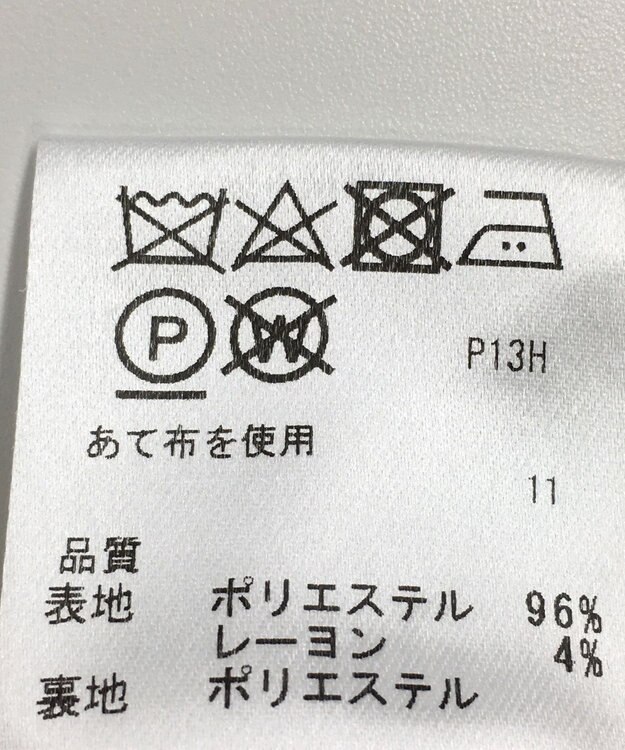 P W P13H
あて布を使用
11
品質
表地 ポリエステル 96%
レーヨン 4%
裏地 ポリエステル